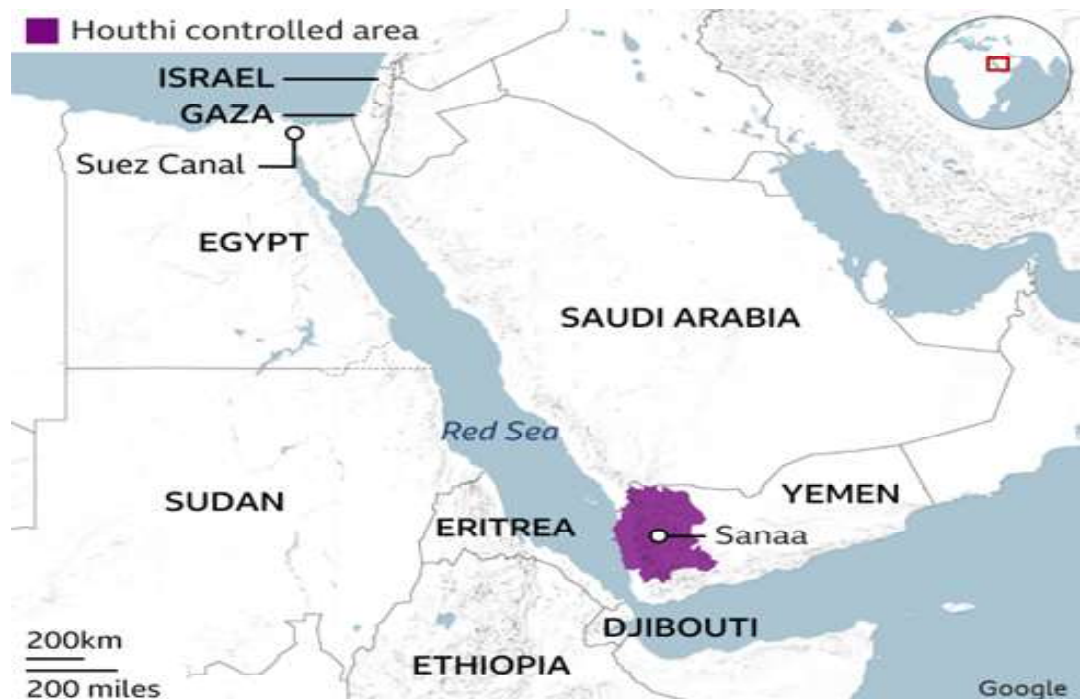 Houthi controlled area
ISRAEL
GAZA
Suez Canal
EGYPT
SAUDI ARABIA
Red Sea
SUDAN
YEMEN
ERITREA
Sanaa
DJIBOUTI
200km
ETHIOPIA
200 miles
Google